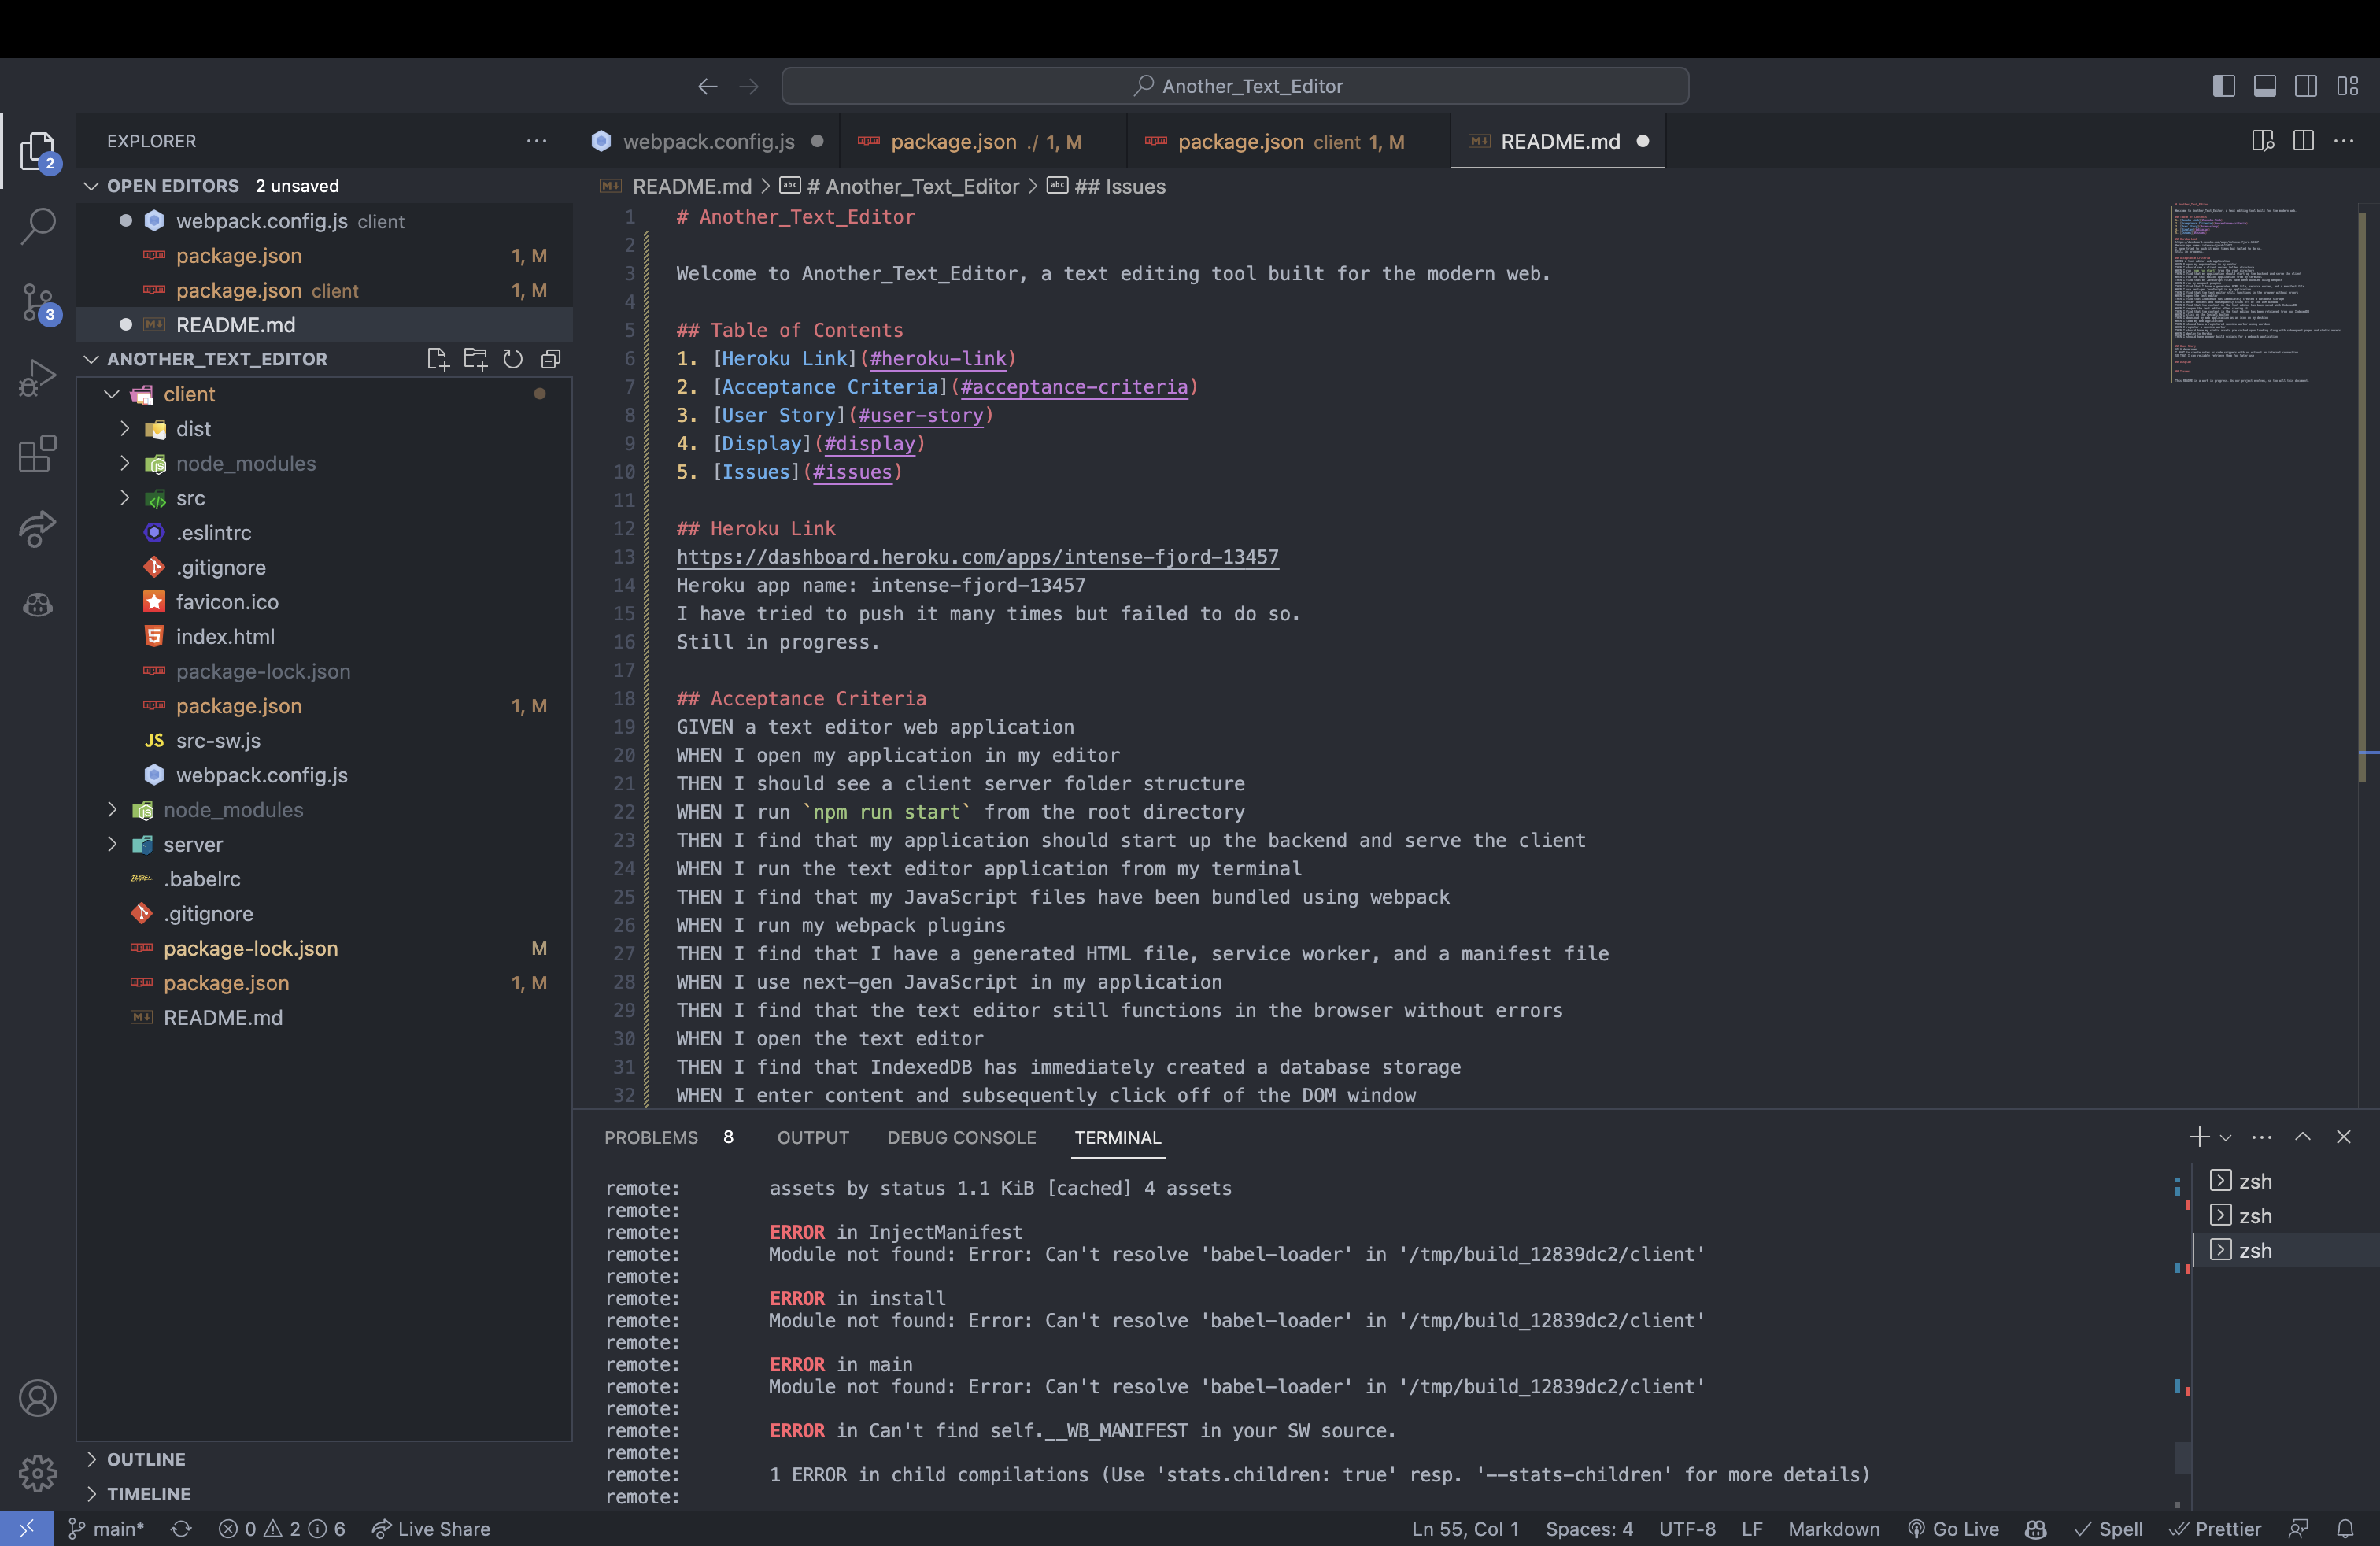 Another_Text_Editor
EXPLORER
OPEN EDITORS 2 unsaved
webpack.config.js client
package.json 1, M
package.json client 1, M
README.md
ANOTHER_TEXT_EDITOR
client
dist
node_modules
src
.eslintrc
.gitignore
favicon.ico
index.html
package-lock.json
package.json 1, M
JS src-sw.js
webpack.config.js
node_modules
server
.babelrc
.gitignore
package-lock.json M
package.json 1, M
README.md
OUTLINE
TIMELINE
2
3
webpack.config.js
package.json ./ 1, M
package.json client 1, M
README.md
README.md > # Another_Text_Editor > ## Issues
1 # Another_Text_Editor
2
3 Welcome to Another_Text_Editor, a text editing tool built for the modern web.
4
5 ## Table of Contents
6 1. [Heroku Link](#heroku-link)
7 2. [Acceptance Criteria](#acceptance-criteria)
8 3. [User Story](#user-story)
9 4. [Display](#display)
10 5. [Issues](#issues)
11
12 ## Heroku Link
13 https://dashboard.heroku.com/apps/intense-fjord-13457
14 Heroku app name: intense-fjord-13457
15 I have tried to push it many times but failed to do so.
16 Still in progress.
17
18 ## Acceptance Criteria
19 GIVEN a text editor web application
20 WHEN I open my application in my editor
21 THEN I should see a client server folder structure
22 WHEN I run `npm run start` from the root directory
23 THEN I find that my application should start up the backend and serve the client
24 WHEN I run the text editor application from my terminal
25 THEN I find that my JavaScript files have been bundled using webpack
26 WHEN I run my webpack plugins
27 THEN I find that I have a generated HTML file, service worker, and a manifest file
28 WHEN I use next-gen JavaScript in my application
29 THEN I find that the text editor still functions in the browser without errors
30 WHEN I open the text editor
31 THEN I find that IndexedDB has immediately created a database storage
32 WHEN I enter content and subsequently click off of the DOM window
PROBLEMS 8 OUTPUT DEBUG CONSOLE TERMINAL
remote: assets by status 1.1 KiB [cached] 4 assets
remote:
remote: ERROR in InjectManifest
remote: Module not found: Error: Can't resolve 'babel-loader' in '/tmp/build_12839dc2/client'
remote:
remote: ERROR in install
remote: Module not found: Error: Can't resolve 'babel-loader' in '/tmp/build_12839dc2/client'
remote:
remote: ERROR in main
remote: Module not found: Error: Can't resolve 'babel-loader' in '/tmp/build_12839dc2/client'
remote:
remote: ERROR in Can't find self.__WB_MANIFEST in your SW source.
remote:
remote: 1 ERROR in child compilations (Use 'stats.children: true' resp. '--stats-children' for more details)
remote:
zsh
zsh
zsh
main* 0 2 6 Live Share
Ln 55, Col 1 Spaces: 4 UTF-8 LF Markdown Go Live Spell Prettier